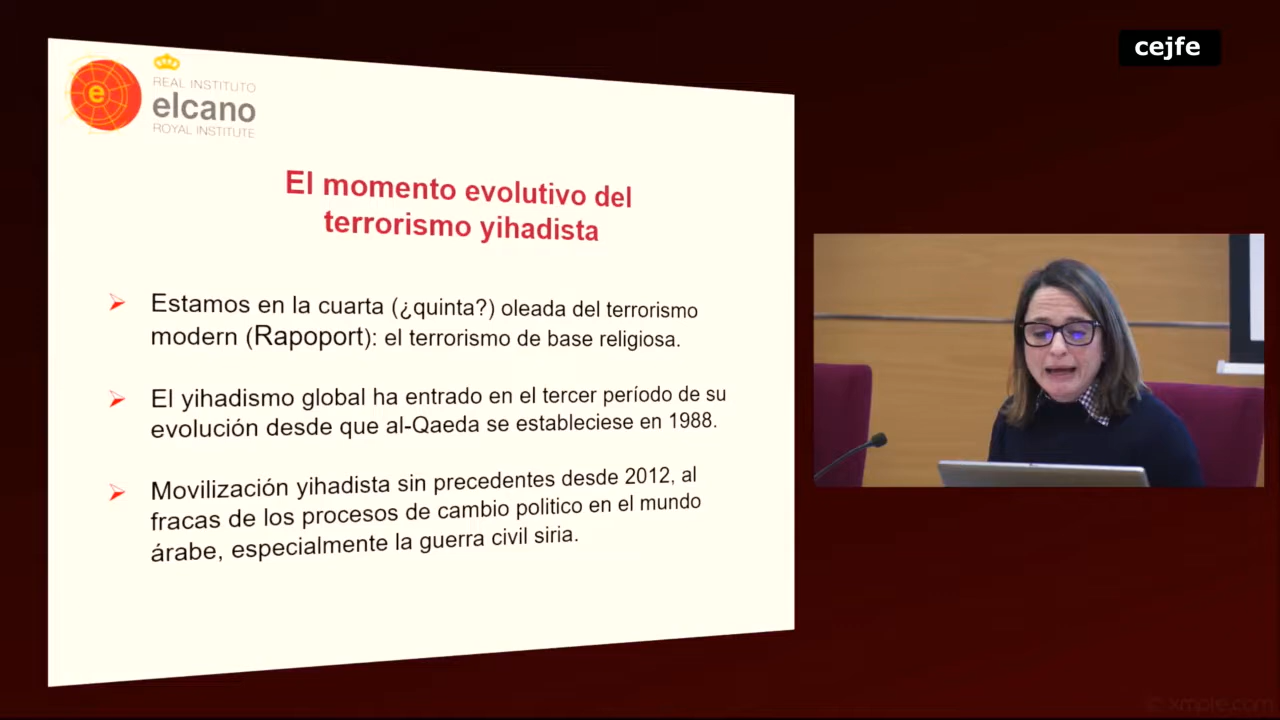 cejfe
REAL INSTITUTO
elcano
ROYAL INSTITUTE
El momento evolutivo del
terrorismo yihadista
Estamos en la cuarta (¿quinta?) oleada del terrorismo
modern (Rapoport): el terrorismo de base religiosa.
El yihadismo global ha entrado en el tercer período de su
evolución desde que al-Qaeda se estableciese en 1988.
Movilización yihadista sin precedentes desde 2012, al
fracas de los procesos de cambio politico en el mundo
árabe, especialmente la guerra civil siria.